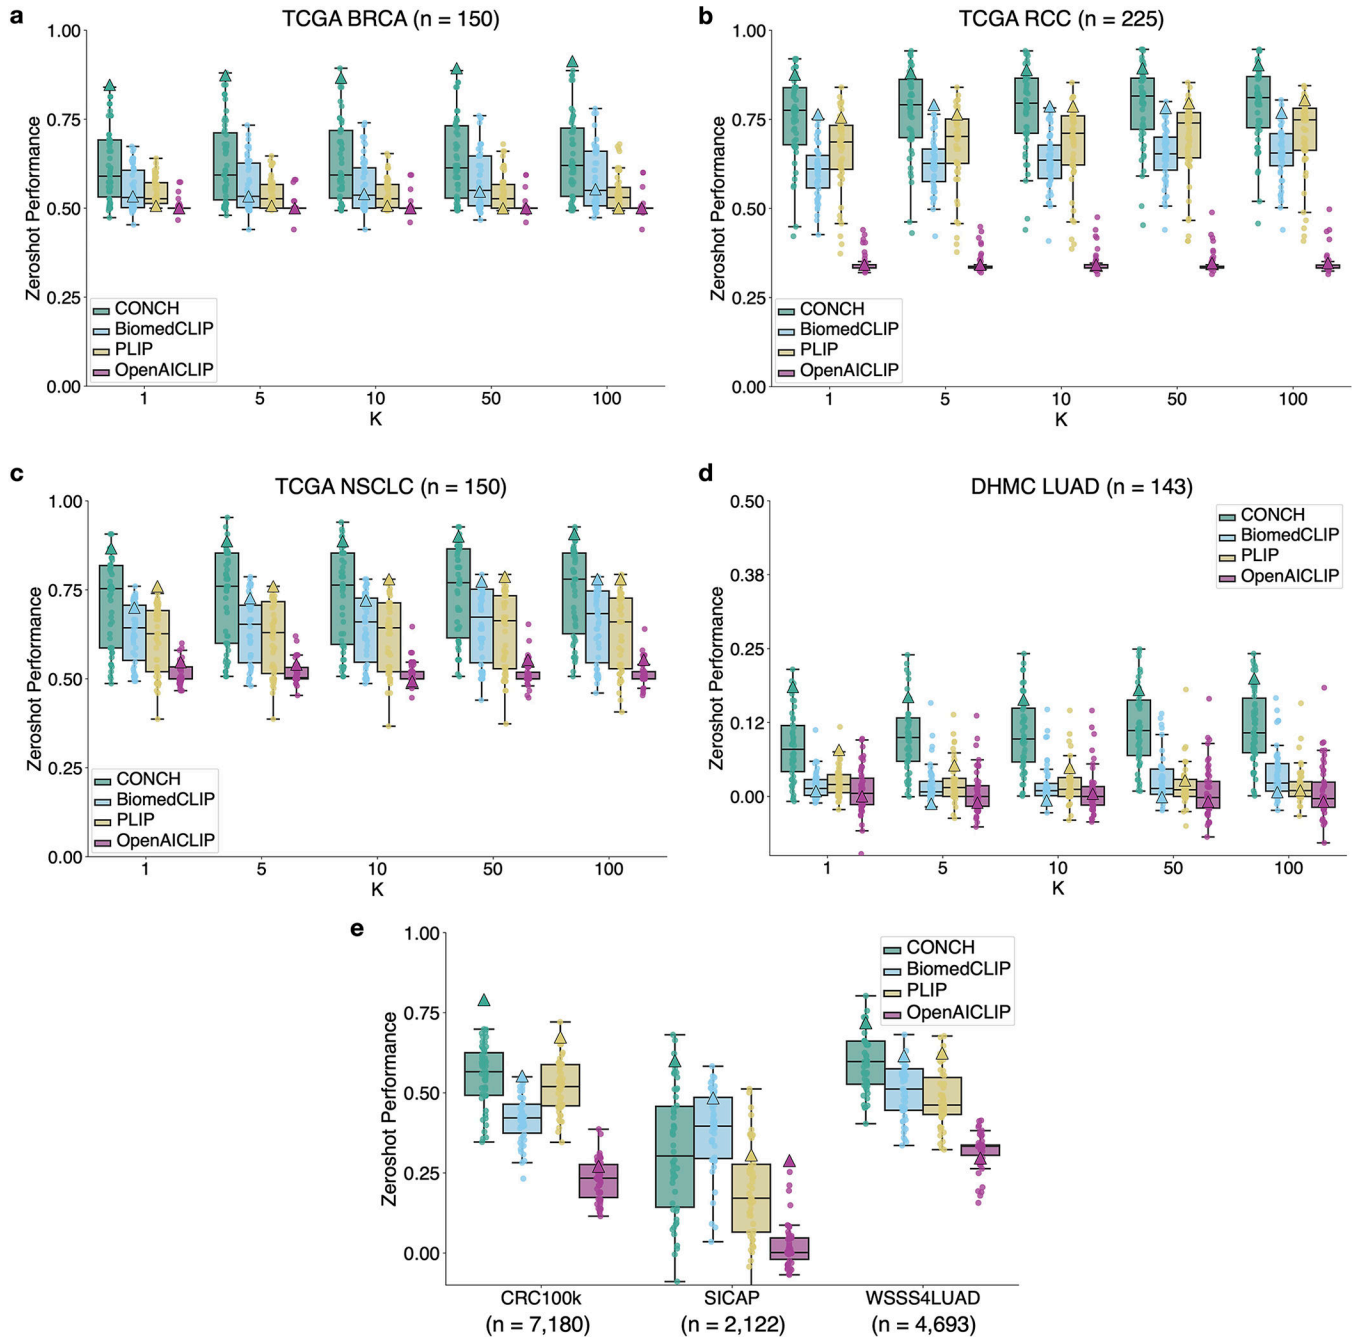 a
TCGA BRCA (n = 150)
Zeroshot Performance
1.00
0.75
0.50
0.25
0.00
CONCH
BiomedCLIP
PLIP
OpenAICLIP
1 5 10 50 100
K
b
TCGA RCC (n = 225)
Zeroshot Performance
1.00
0.75
0.50
0.25
0.00
CONCH
BiomedCLIP
PLIP
OpenAICLIP
1 5 10 50 100
K
c
TCGA NSCLC (n = 150)
Zeroshot Performance
1.00
0.75
0.50
0.25
0.00
CONCH
BiomedCLIP
PLIP
OpenAICLIP
1 5 10 50 100
K
d
DHMC LUAD (n = 143)
Zeroshot Performance
0.50
0.38
0.25
0.12
0.00
CONCH
BiomedCLIP
PLIP
OpenAICLIP
1 5 10 50 100
K
e
Zeroshot Performance
1.00
0.75
0.50
0.25
0.00
CONCH
BiomedCLIP
PLIP
OpenAICLIP
CRC100k SICAP WSSS4LUAD
(n = 7,180) (n = 2,122) (n = 4,693)